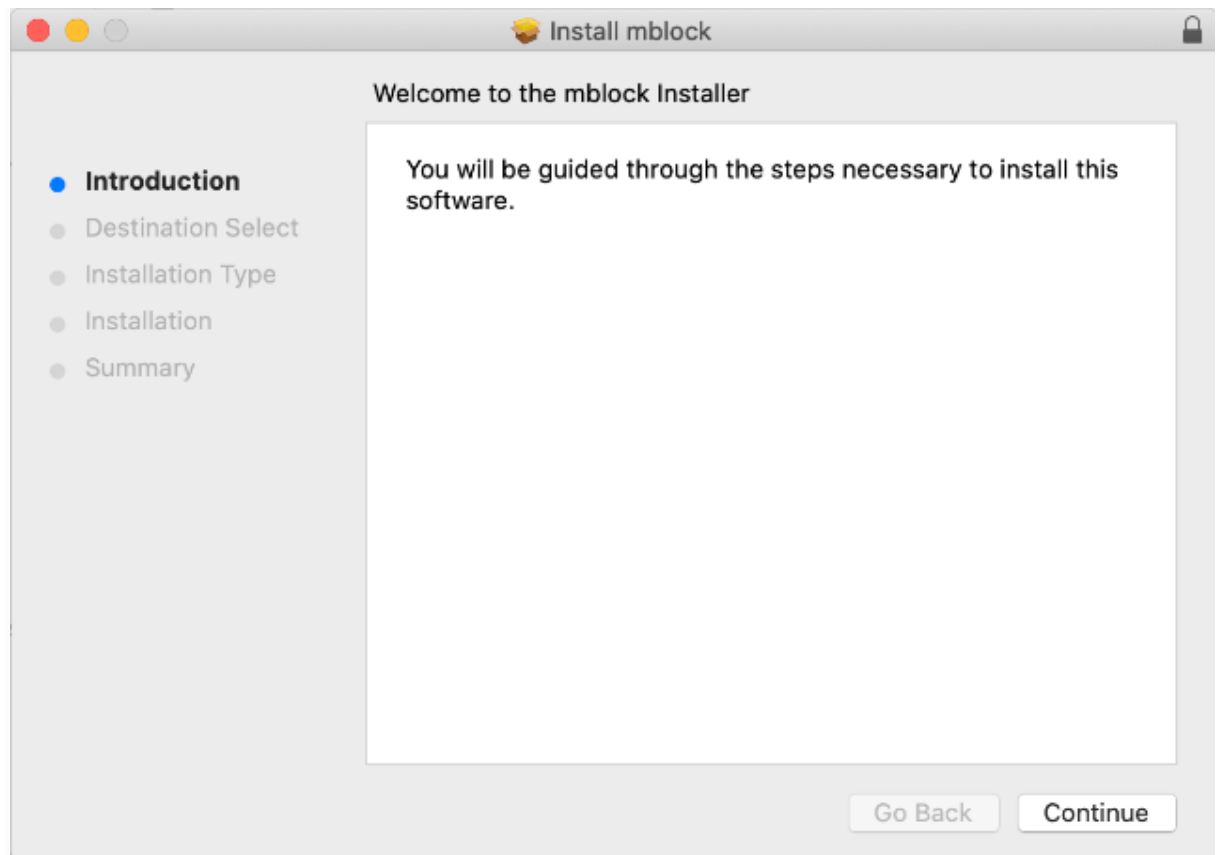 Install mblock
Welcome to the mblock Installer
Introduction
Destination Select
Installation Type
Installation
Summary
You will be guided through the steps necessary to install this
software.
Go Back
Continue